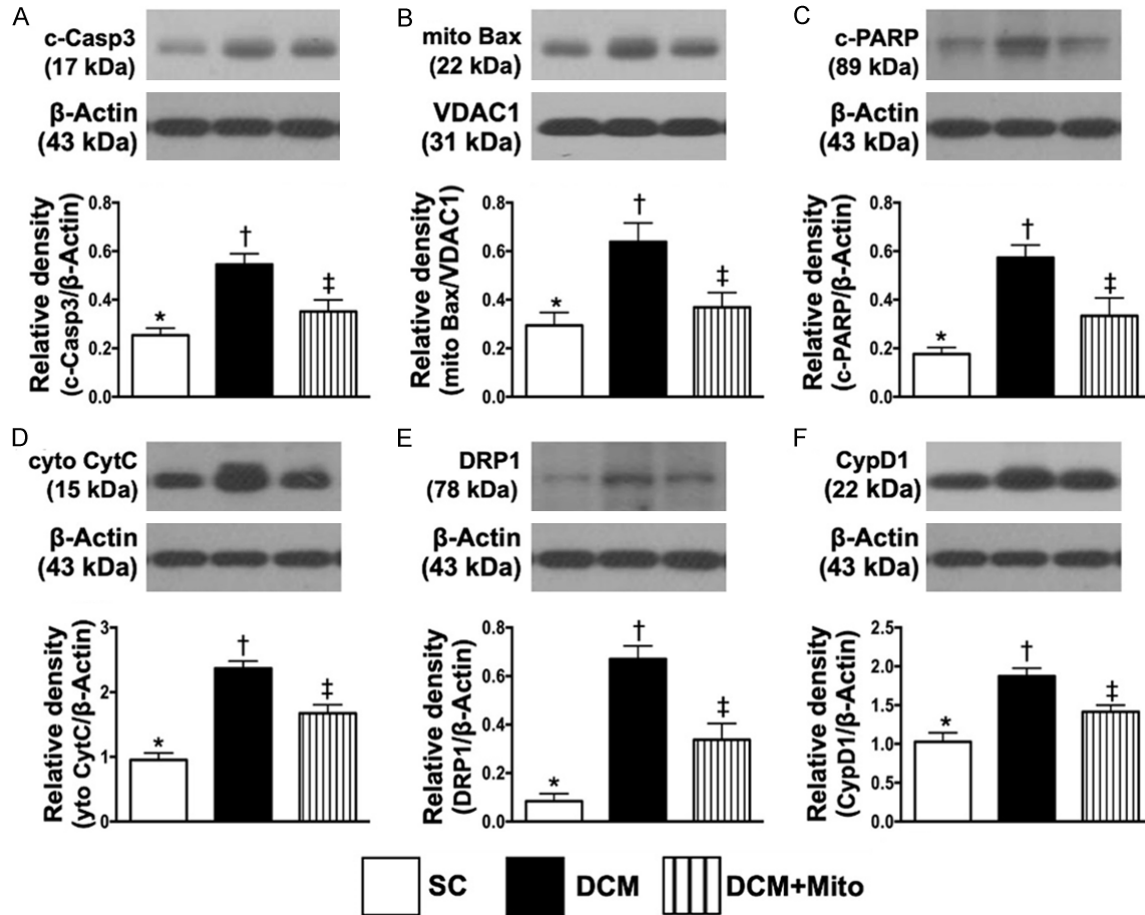 A
c-Casp3
(17 kDa)
β-Actin
(43 kDa)
Relative density
(c-Casp3/β-Actin)
0.8
0.6
0.4
0.2
0.0
*
†
‡
B
mito Bax
(22 kDa)
VDAC1
(31 kDa)
Relative density
(mito Bax/VDAC1)
0.8
0.6
0.4
0.2
0.0
*
†
‡
C
c-PARP
(89 kDa)
β-Actin
(43 kDa)
Relative density
(c-PARP/β-Actin)
0.8
0.6
0.4
0.2
0.0
*
†
‡
D
cyto CytC
(15 kDa)
β-Actin
(43 kDa)
Relative density
(yto CytC/β-Actin)
3
2
1
0
*
†
‡
E
DRP1
(78 kDa)
β-Actin
(43 kDa)
Relative density
(DRP1/β-Actin)
0.8
0.6
0.4
0.2
0.0
*
†
‡
F
CypD1
(22 kDa)
β-Actin
(43 kDa)
Relative density
(CypD1/β-Actin)
2.5
2.0
1.5
1.0
0.5
0.0
*
†
‡
SC
DCM
DCM+Mito